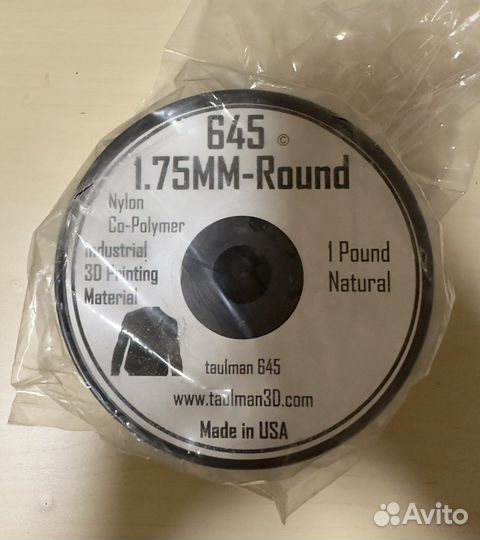 645 ©
1.75MM-Round
Nylon
Co-Polymer
Industrial
3D Printing
Material
1 Pound
Natural
taulman 645
www.taulman3D.com
Made in USA
Avito